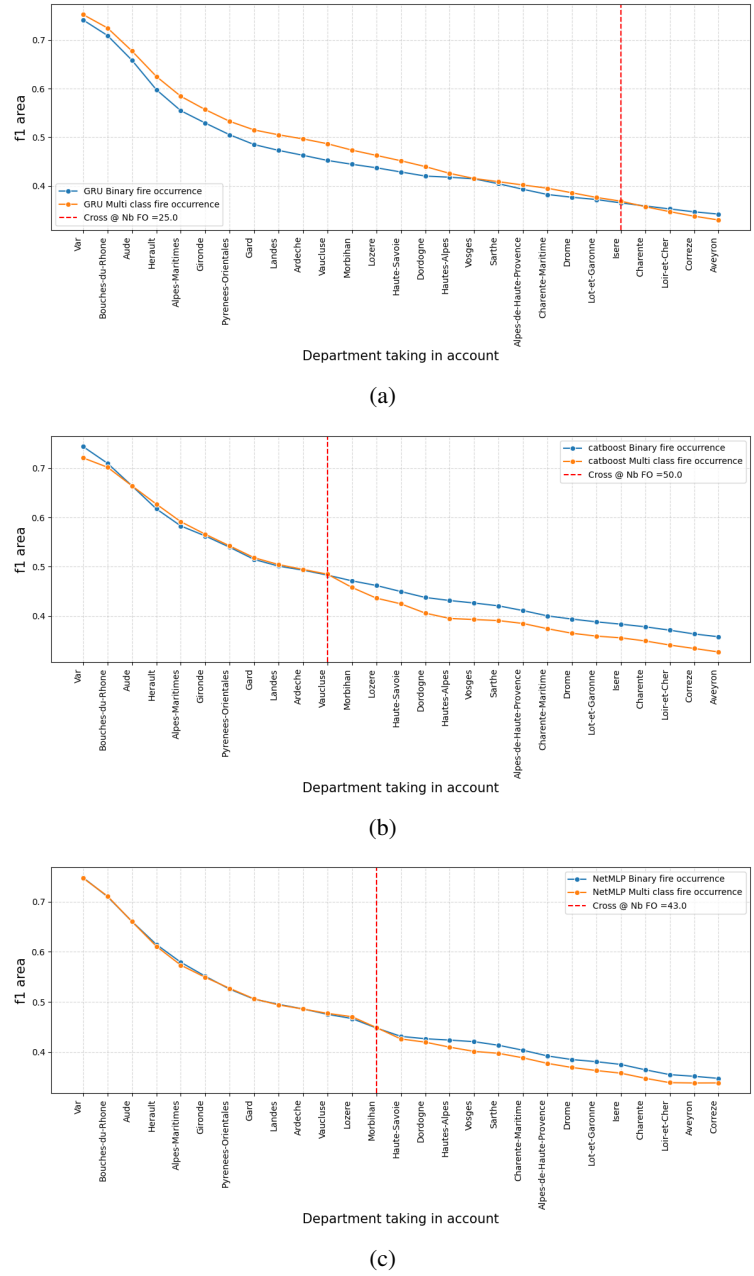 0.7
0.6
0.5
0.4
f1 area
GRU Binary fire occurrence
GRU Multi class fire occurrence
Cross @ Nb FO =25.0
Var
Bouches-du-Rhone
Aude
Herault
Alpes-Maritimes
Gironde
Pyrenees-Orientales
Gard
Landes
Ardeche
Vaucluse
Morbihan
Lozere
Haute-Savoie
Dordogne
Hautes-Alpes
Vosges
Sarthe
Alpes-de-Haute-Provence
Charente-Maritime
Drome
Lot-et-Garonne
Isere
Charente
Loir-et-Cher
Correze
Aveyron
Department taking in account
(a)
0.7
0.6
0.5
0.4
f1 area
catboost Binary fire occurrence
catboost Multi class fire occurrence
Cross @ Nb FO =50.0
Var
Bouches-du-Rhone
Aude
Herault
Alpes-Maritimes
Gironde
Pyrenees-Orientales
Gard
Landes
Ardeche
Vaucluse
Morbihan
Lozere
Haute-Savoie
Dordogne
Hautes-Alpes
Vosges
Sarthe
Alpes-de-Haute-Provence
Charente-Maritime
Drome
Lot-et-Garonne
Isere
Charente
Loir-et-Cher
Correze
Aveyron
Department taking in account
(b)
0.7
0.6
0.5
0.4
f1 area
NetMLP Binary fire occurrence
NetMLP Multi class fire occurrence
Cross @ Nb FO =43.0
Var
Bouches-du-Rhone
Aude
Herault
Alpes-Maritimes
Gironde
Pyrenees-Orientales
Gard
Landes
Ardeche
Vaucluse
Lozere
Morbihan
Haute-Savoie
Dordogne
Hautes-Alpes
Vosges
Sarthe
Charente-Maritime
Alpes-de-Haute-Provence
Drome
Lot-et-Garonne
Isere
Charente
Loir-et-Cher
Aveyron
Correze
Department taking in account
(c)